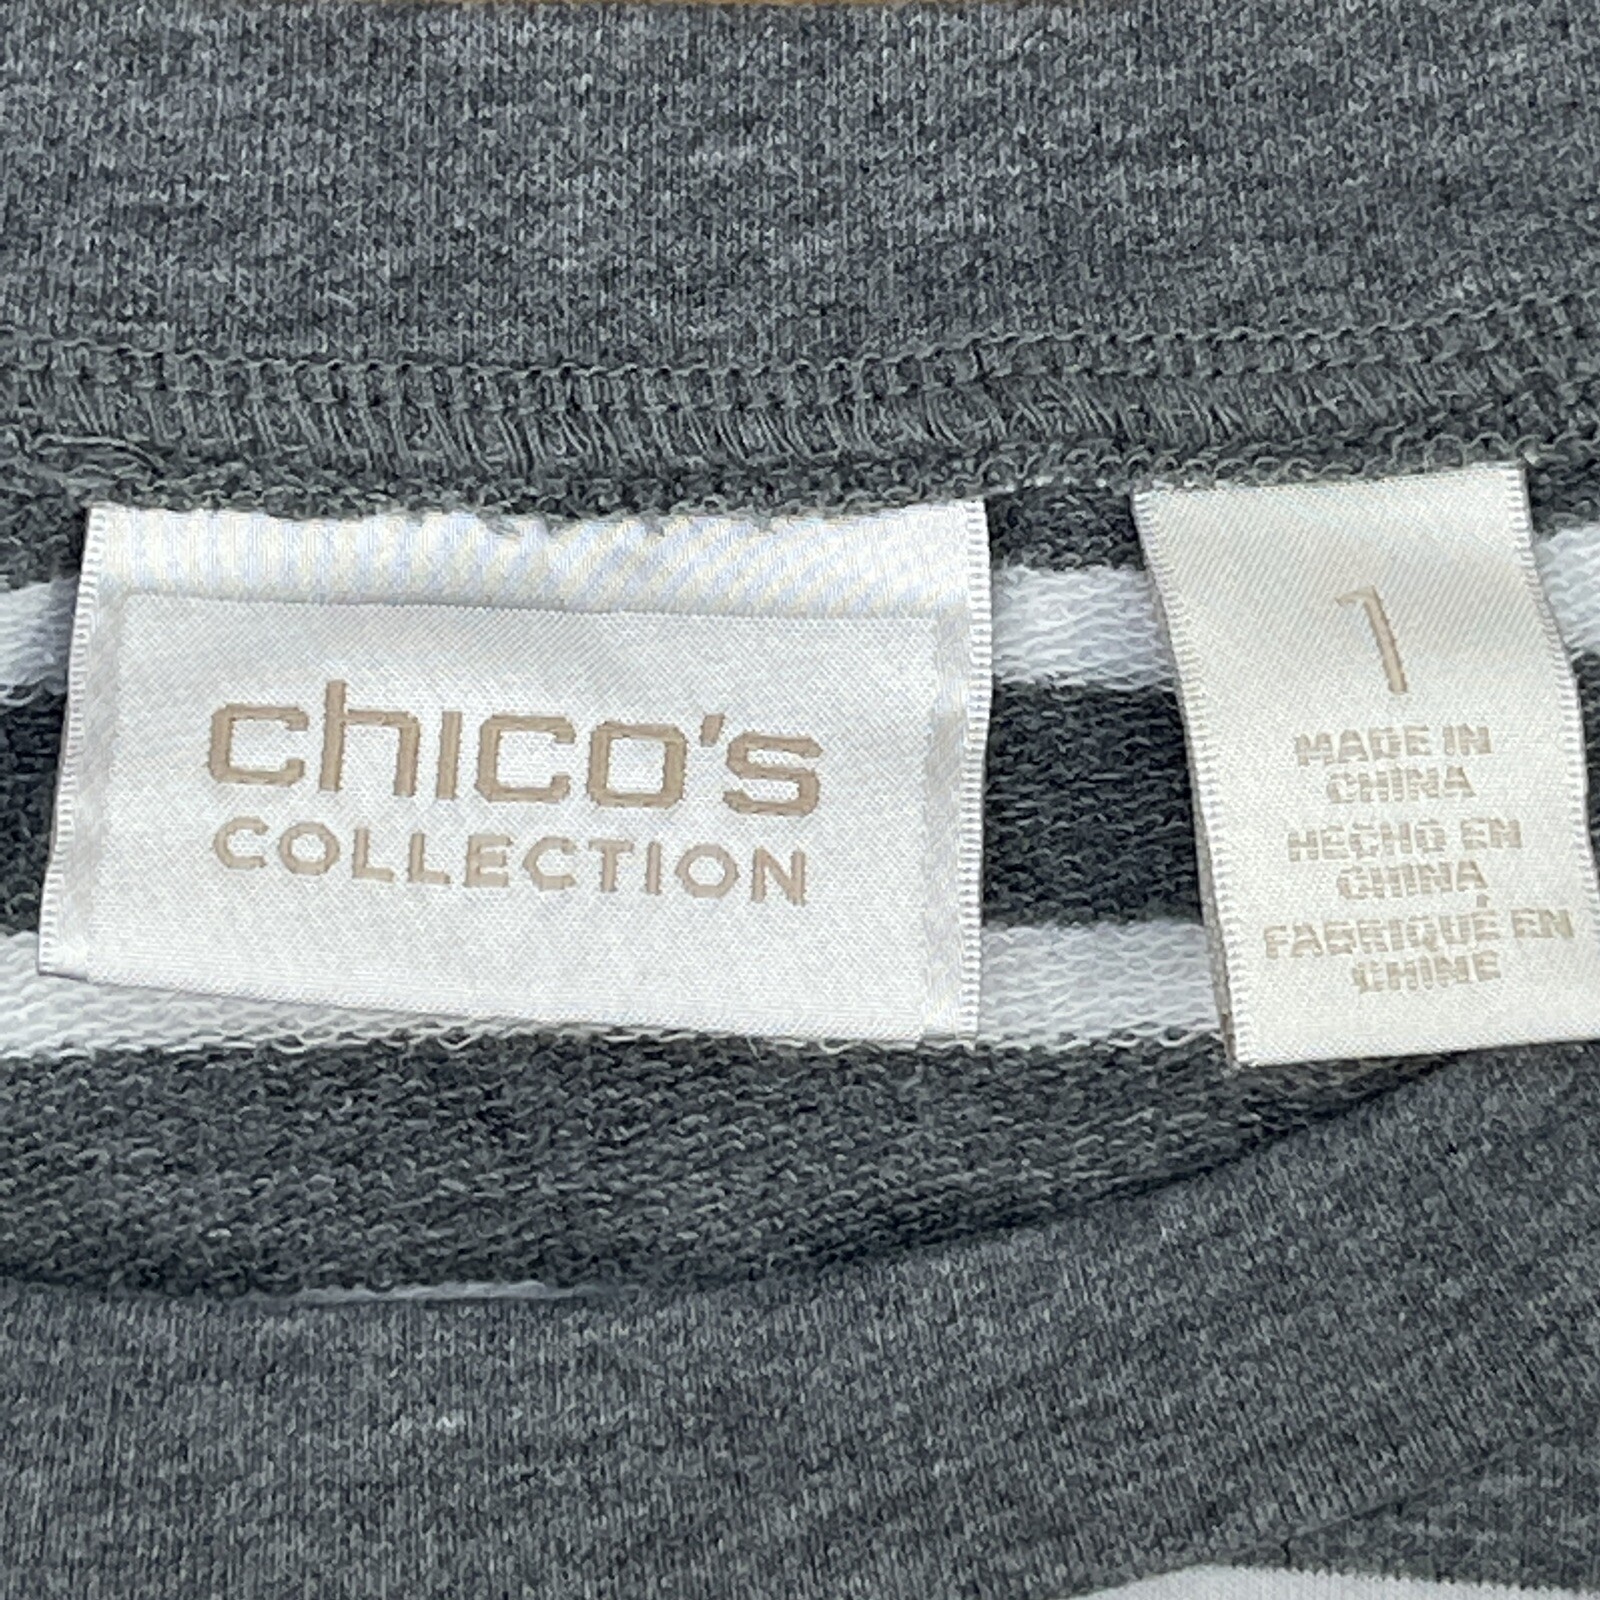 chico's
COLLECTION
1
MADE IN
CHINA
HECHO EN
CHINA
FABRIQUÉ EN
CHINE